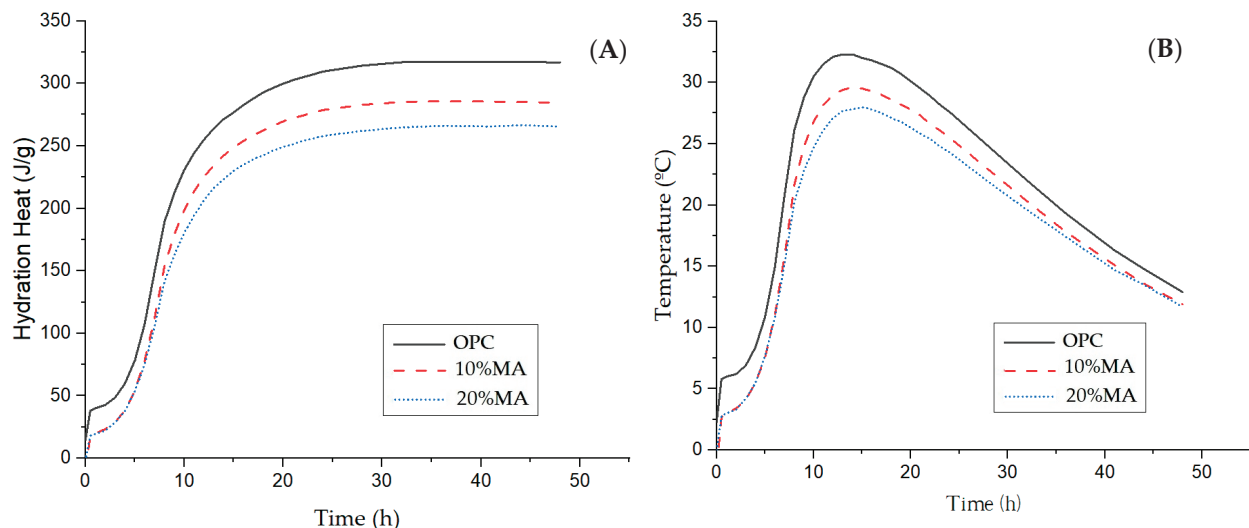 (A)
Hydration Heat (J/g)
350
300
250
200
150
100
50
0
0 10 20 30 40 50
Time (h)
OPC
10%MA
20%MA
(B)
Temperature (ºC)
35
30
25
20
15
10
5
0
0 10 20 30 40 50
Time (h)
OPC
10%MA
20%MA